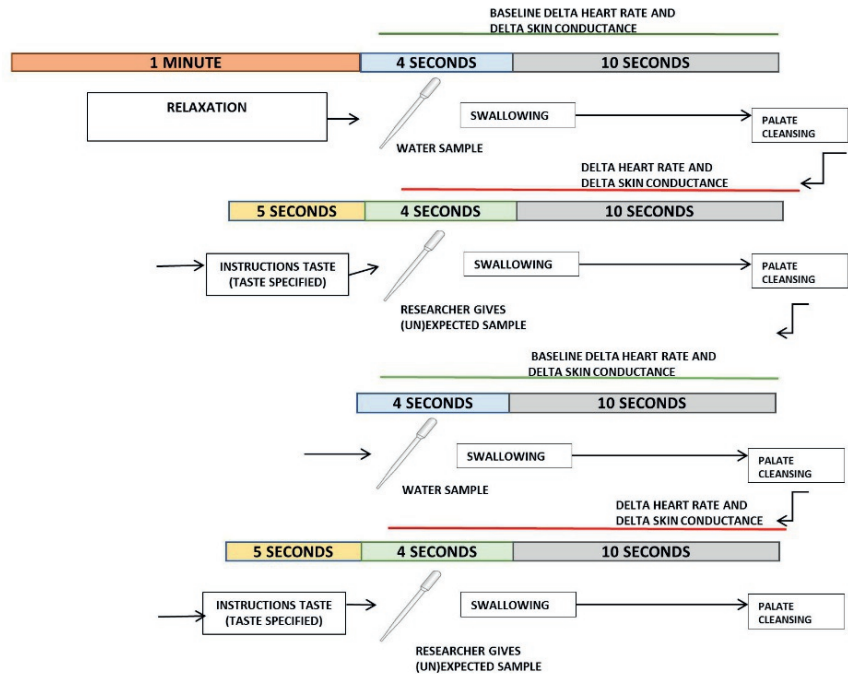 BASELINE DELTA HEART RATE AND
DELTA SKIN CONDUCTANCE
1 MINUTE
4 SECONDS
10 SECONDS
RELAXATION
SWALLOWING
PALATE
CLEANSING
WATER SAMPLE
DELTA HEART RATE AND
DELTA SKIN CONDUCTANCE
5 SECONDS
4 SECONDS
10 SECONDS
INSTRUCTIONS TASTE
(TASTE SPECIFIED)
SWALLOWING
PALATE
CLEANSING
RESEARCHER GIVES
(UN)EXPECTED SAMPLE
BASELINE DELTA HEART RATE AND
DELTA SKIN CONDUCTANCE
4 SECONDS
10 SECONDS
SWALLOWING
PALATE
CLEANSING
WATER SAMPLE
DELTA HEART RATE AND
DELTA SKIN CONDUCTANCE
5 SECONDS
4 SECONDS
10 SECONDS
INSTRUCTIONS TASTE
(TASTE SPECIFIED)
SWALLOWING
PALATE
CLEANSING
RESEARCHER GIVES
(UN)EXPECTED SAMPLE